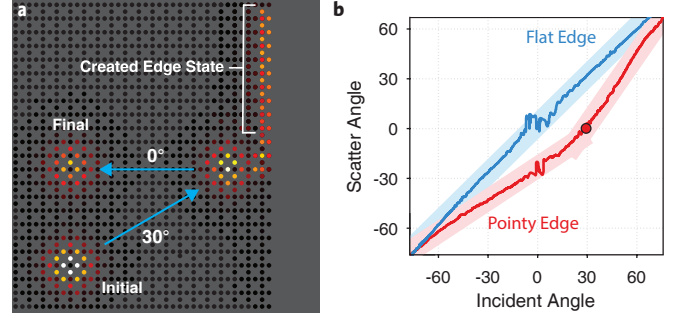 a
Created Edge State
Final
0°
30°
Initial
b
Flat Edge
Pointy Edge
Scatter Angle
60
30
0
-30
-60
-60
-30
0
30
60
Incident Angle